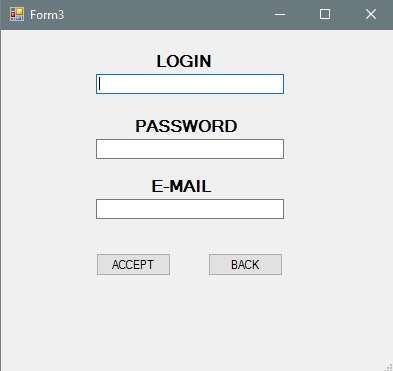 Form3
LOGIN
PASSWORD
E-MAIL
ACCEPT BACK